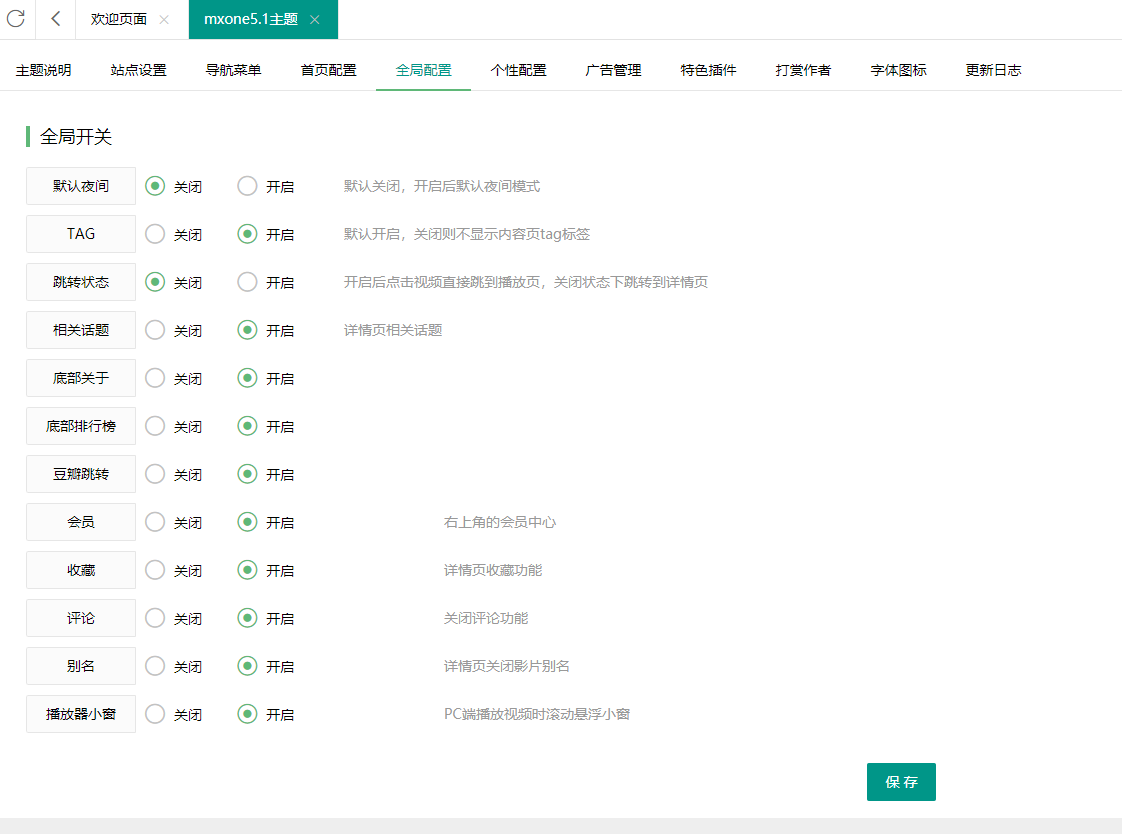 欢迎页面 mxone5.1主题
主题说明 站点设置 导航菜单 首页配置 全局配置 个性配置 广告管理 特色插件 打赏作者 字体图标 更新日志
全局开关
默认夜间 关闭 开启 默认关闭，开启后默认夜间模式
TAG 关闭 开启 默认开启，关闭则不显示内容页tag标签
跳转状态 关闭 开启 开启后点击视频直接跳到播放页，关闭状态下跳转到详情页
相关话题 关闭 开启 详情页相关话题
底部关于 关闭 开启
底部排行榜 关闭 开启
豆瓣跳转 关闭 开启
会员 关闭 开启 右上角的会员中心
收藏 关闭 开启 详情页收藏功能
评论 关闭 开启 关闭评论功能
别名 关闭 开启 详情页关闭影片别名
播放器小窗 关闭 开启 PC端播放视频时滚动悬浮小窗
保存